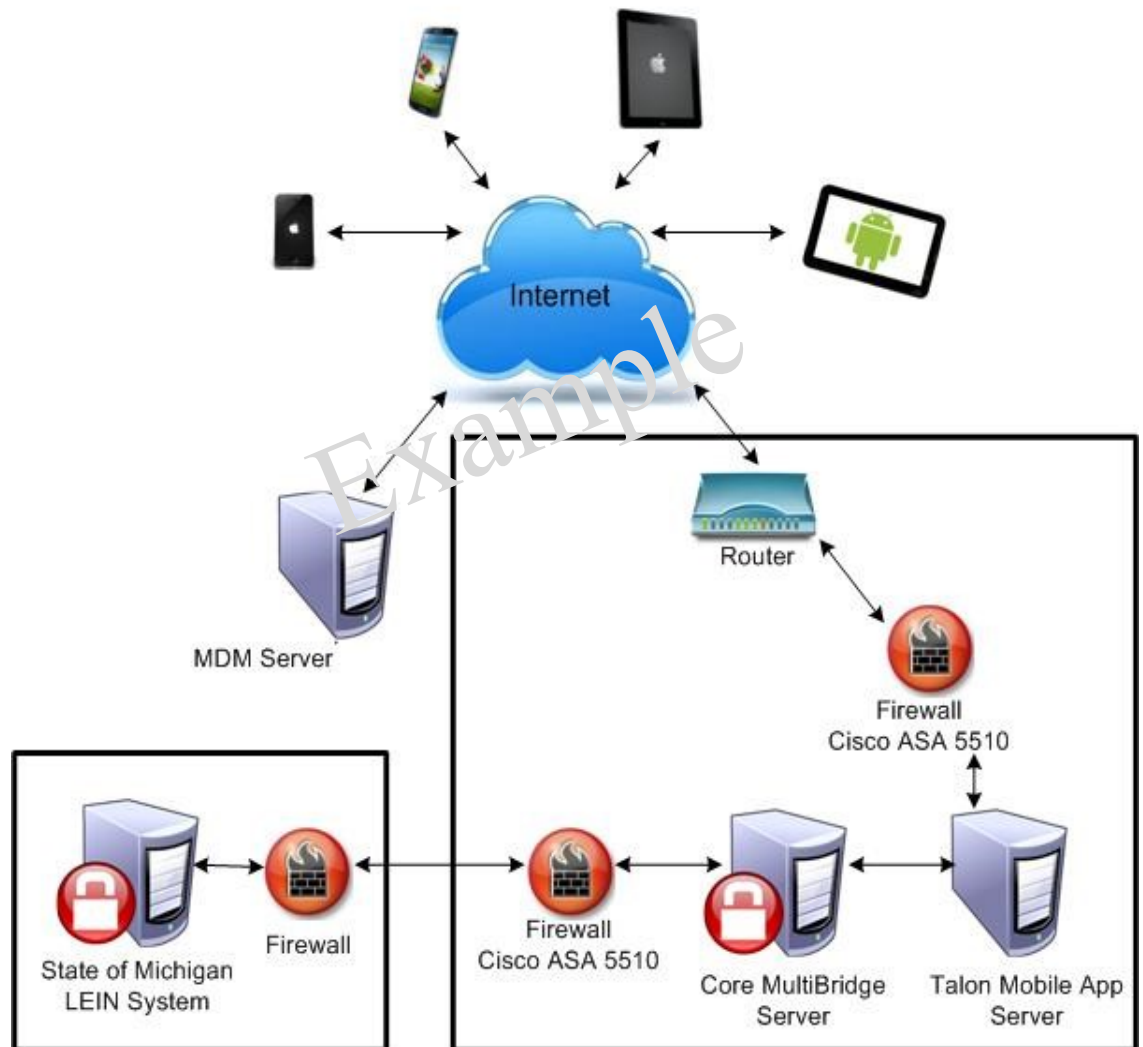 Internet
Example
Router
MDM Server
Firewall
Cisco ASA 5510
State of Michigan
LEIN System
Firewall
Firewall
Cisco ASA 5510
Core MultiBridge
Server
Talon Mobile App
Server